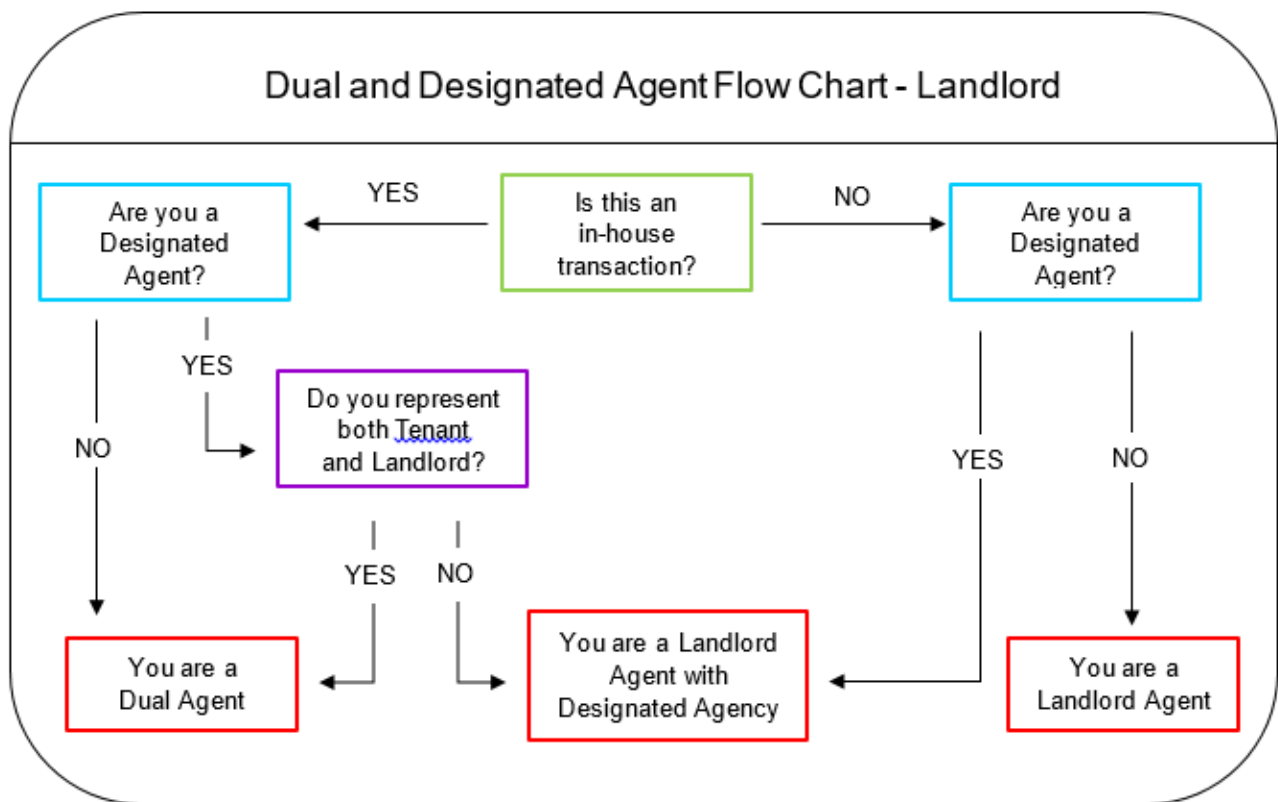 Dual and Designated Agent Flow Chart - Landlord
Are you a
Designated
Agent?
YES
Is this an
in-house
transaction?
NO
Are you a
Designated
Agent?
NO
YES
Do you represent
both Tenant
and Landlord?
YES
NO
YES
NO
You are a
Dual Agent
You are a Landlord
Agent with
Designated Agency
You are a
Landlord Agent